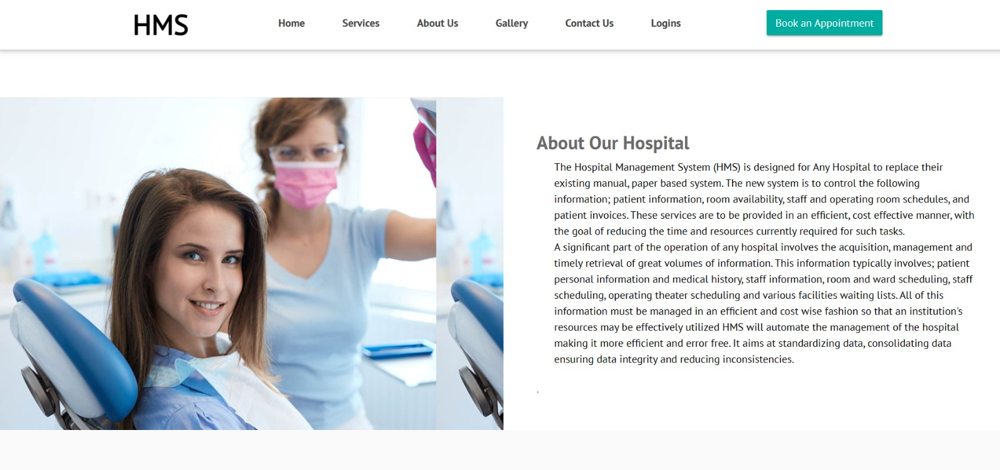 HMS
Home
Services
About Us
Gallery
Contact Us
Logins
Book an Appointment
About Our Hospital
The Hospital Management System (HMS) is designed for Any Hospital to replace their
existing manual, paper based system. The new system is to control the following
information; patient information, room availability, staff and operating room schedules, and
patient invoices. These services are to be provided in an efficient, cost effective manner, with
the goal of reducing the time and resources currently required for such tasks.
A significant part of the operation of any hospital involves the acquisition, management and
timely retrieval of great volumes of information. This information typically involves; patient
personal information and medical history, staff information, room and ward scheduling, staff
scheduling, operating theater scheduling and various facilities waiting lists. All of this
information must be managed in an efficient and cost wise fashion so that an institution's
resources may be effectively utilized HMS will automate the management of the hospital
making it more efficient and error free. It aims at standardizing data, consolidating data
ensuring data integrity and reducing inconsistencies.
.